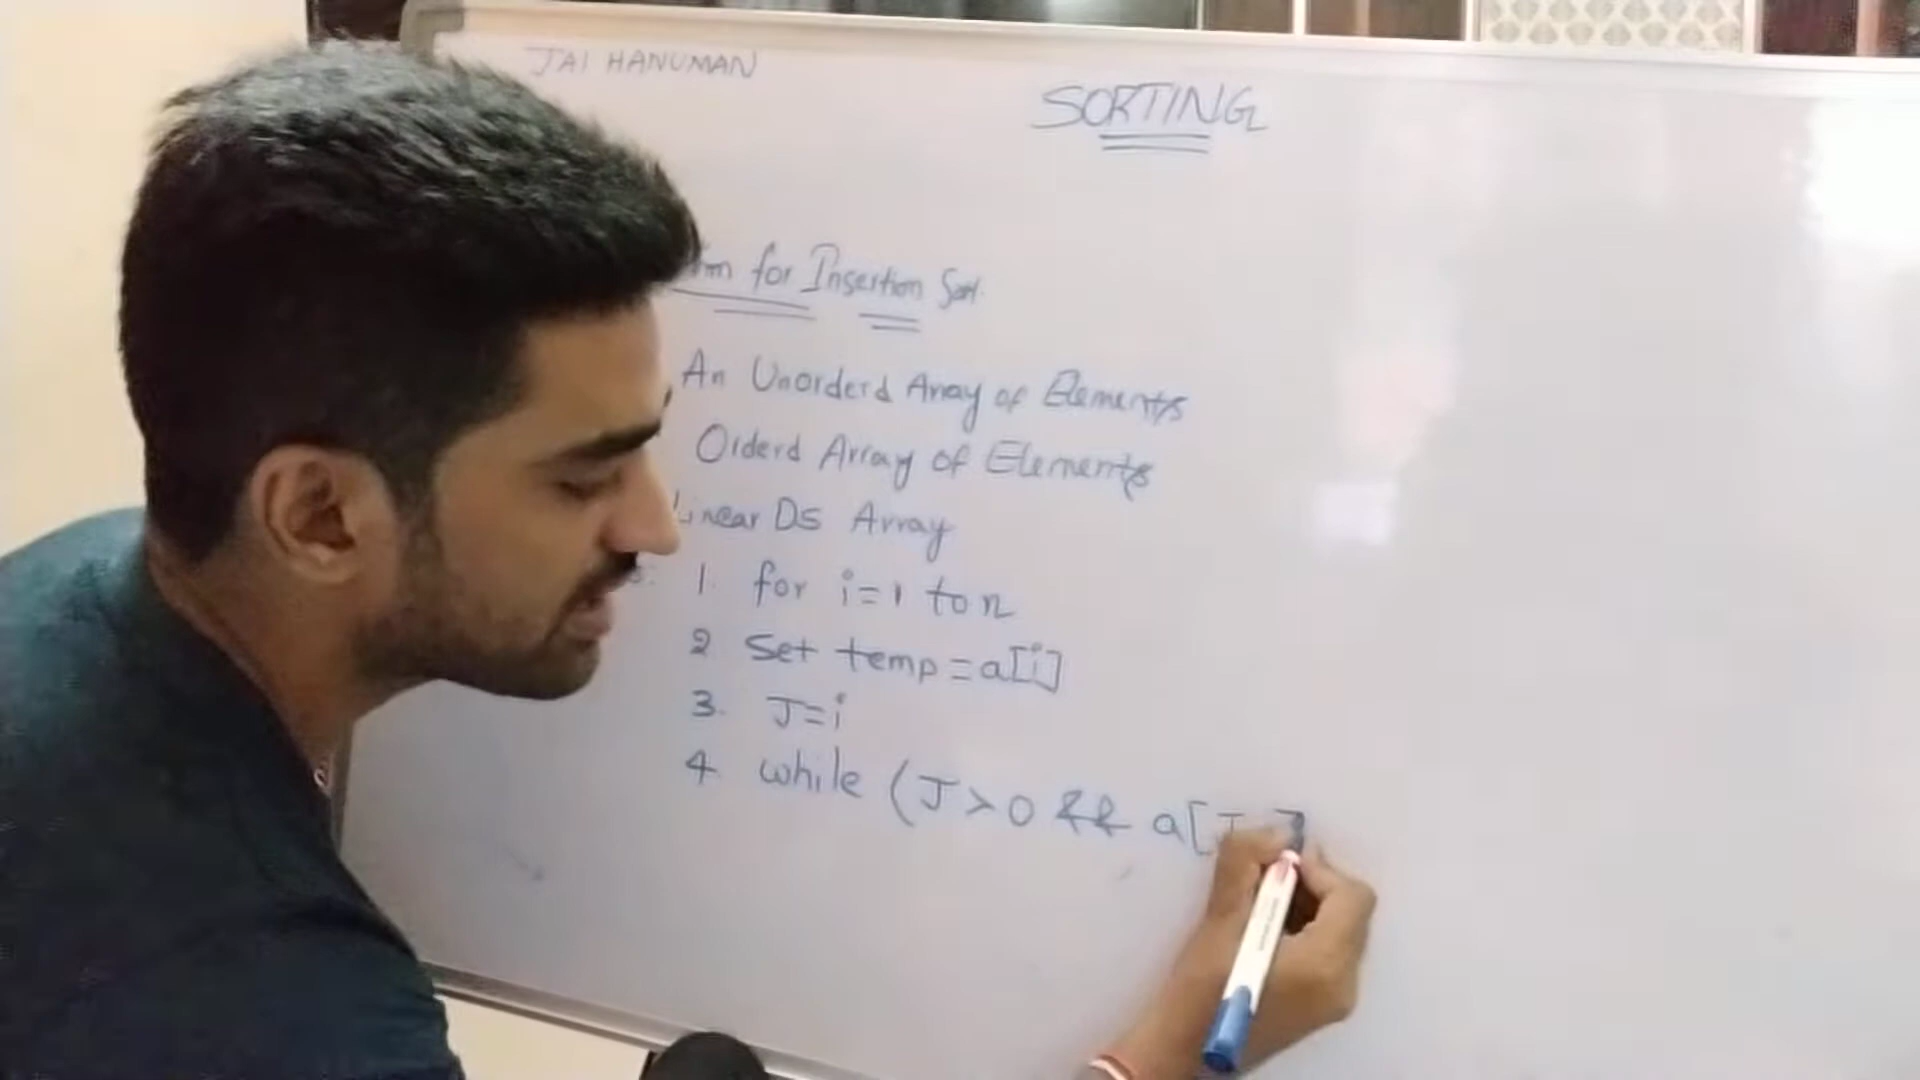 JAI HANUMAN
SORTING
for Insertion Sort.
An Unorderd Array of Elements
Orderd Array of Elements
Linear DS Array
1. for i=1 to n
2 Set temp=a[i]
3. J=i
4 while (J>0 && a[J